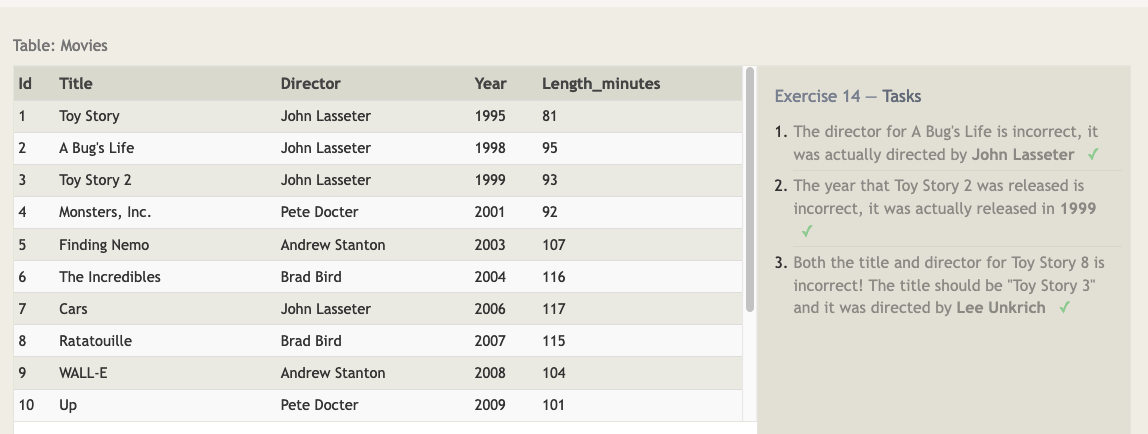 Table: Movies
Id Title Director Year Length_minutes
1 Toy Story John Lasseter 1995 81
2 A Bug's Life John Lasseter 1998 95
3 Toy Story 2 John Lasseter 1999 93
4 Monsters, Inc. Pete Docter 2001 92
5 Finding Nemo Andrew Stanton 2003 107
6 The Incredibles Brad Bird 2004 116
7 Cars John Lasseter 2006 117
8 Ratatouille Brad Bird 2007 115
9 WALL-E Andrew Stanton 2008 104
10 Up Pete Docter 2009 101
Exercise 14 — Tasks
1. The director for A Bug's Life is incorrect, it
was actually directed by John Lasseter ✓
2. The year that Toy Story 2 was released is
incorrect, it was actually released in 1999
✓
3. Both the title and director for Toy Story 8 is
incorrect! The title should be "Toy Story 3"
and it was directed by Lee Unkrich ✓